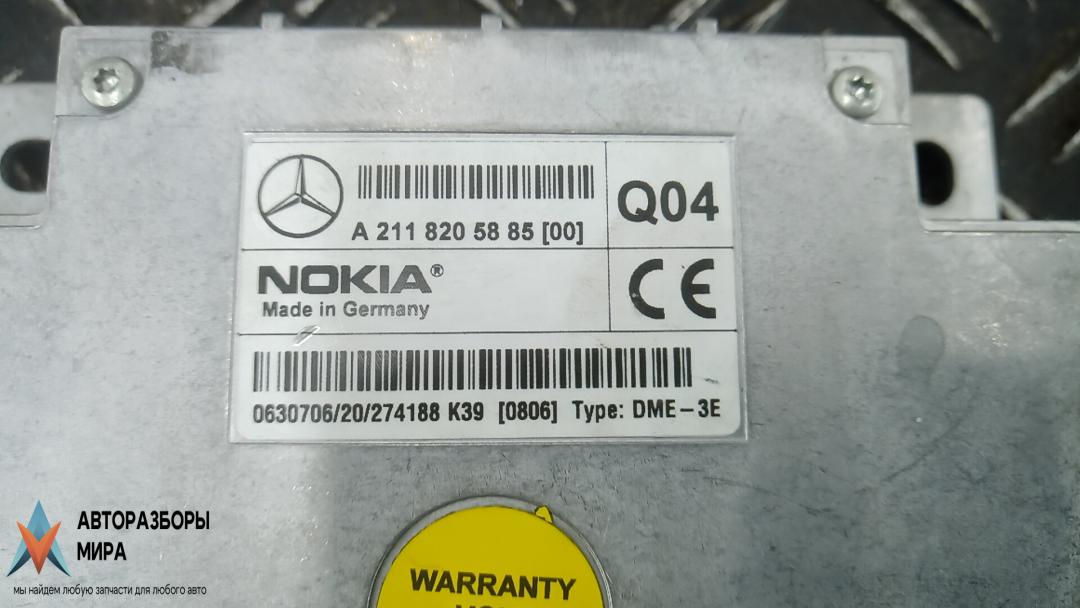 A 211 820 58 85 [00]
Q04
NOKIA®
Made in Germany
CE
0630706/20/274188 K39 [0806] Type: DME-3E
WARRANTY
АВТОРАЗБОРЫ
МИРА
мы найдем любую запчасти для любого авто